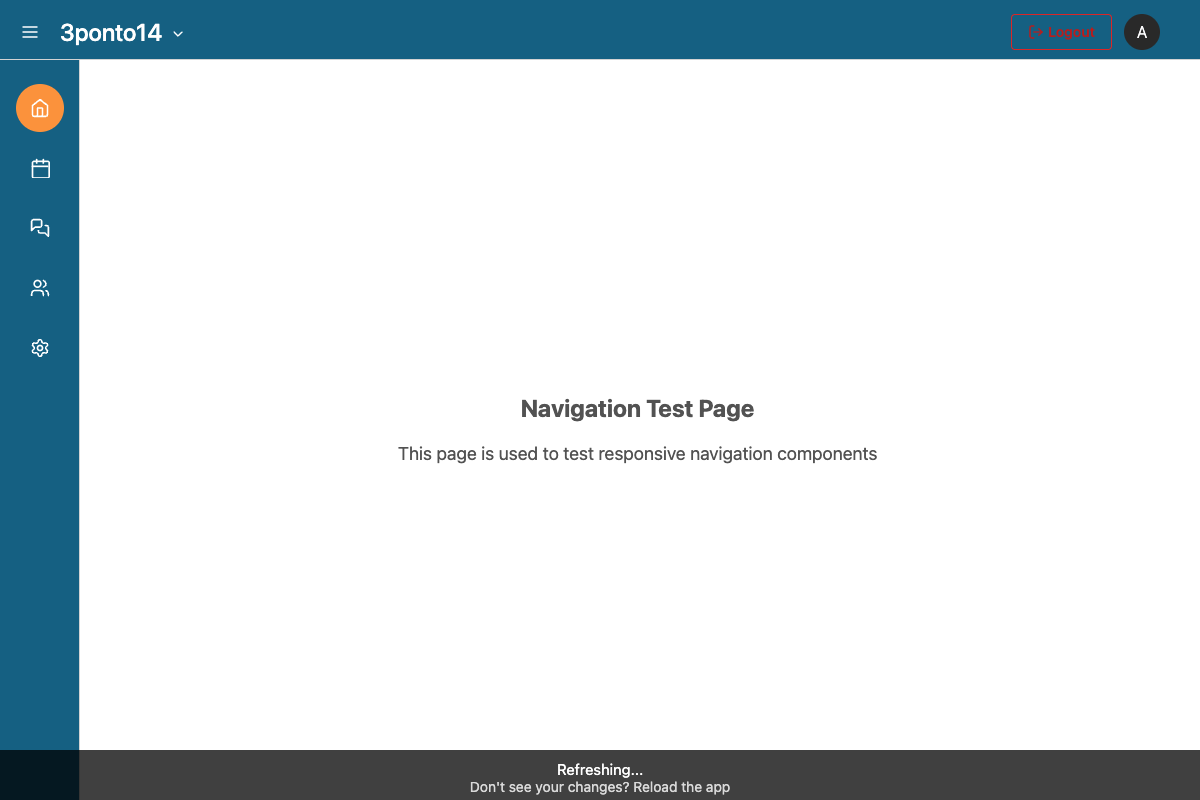 3ponto14
Logout
A
Navigation Test Page
This page is used to test responsive navigation components
Refreshing...
Don't see your changes? Reload the app